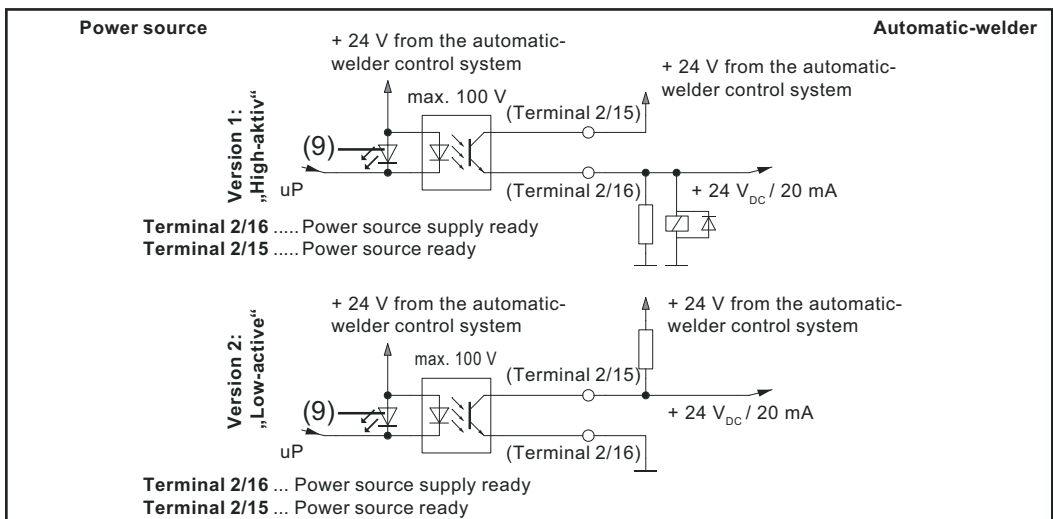 Power source
Automatic-welder
+ 24 V from the automatic-
welder control system
+ 24 V from the automatic-
welder control system
max. 100 V
(Terminal 2/15)
Version 1:
„High-aktiv“
(9)
uP
(Terminal 2/16)
+ 24 VDC / 20 mA
Terminal 2/16 ..... Power source supply ready
Terminal 2/15 ..... Power source ready
+ 24 V from the automatic-
welder control system
+ 24 V from the automatic-
welder control system
max. 100 V
(Terminal 2/15)
Version 2:
„Low-active“
(9)
+ 24 VDC / 20 mA
uP
(Terminal 2/16)
Terminal 2/16 ... Power source supply ready
Terminal 2/15 ... Power source ready